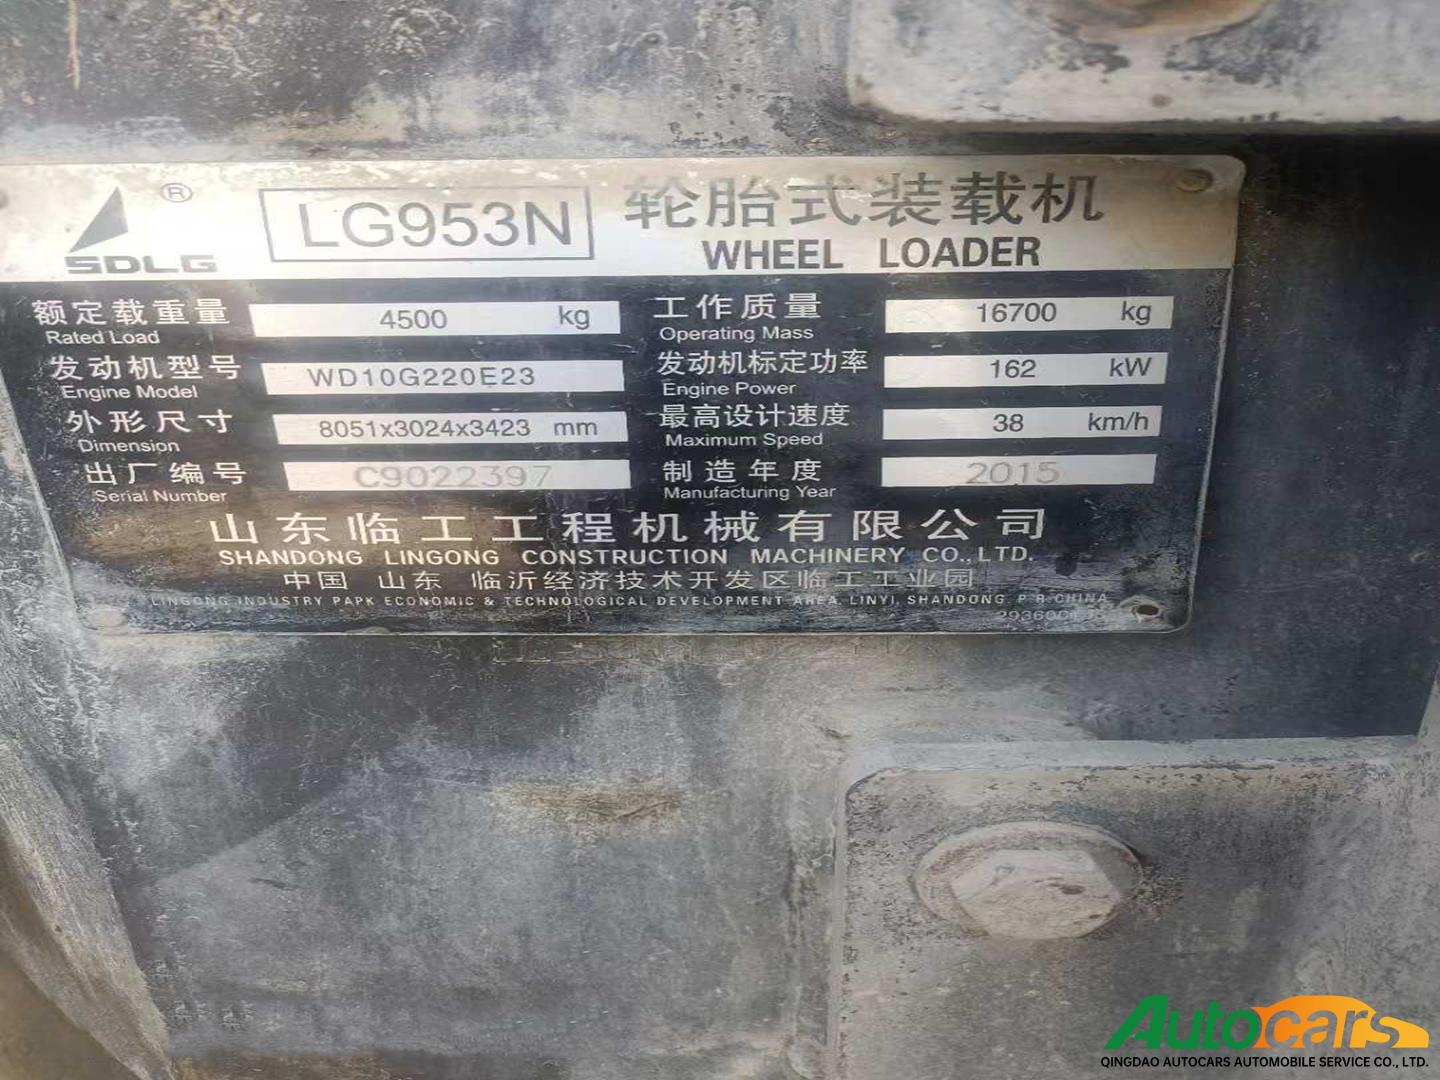 ® LG953N 轮胎式装载机
SDLG WHEEL LOADER
额定载重量 4500 kg 工作质量 16700 kg
Rated Load Operating Mass
发动机型号 WD10G220E23 发动机标定功率 162 kW
Engine Model Engine Power
外形尺寸 8051x3024x3423 mm 最高设计速度 38 km/h
Dimension Maximum Speed
出厂编号 C9022397 制造年度 2015
Serial Number Manufacturing Year
山东临工工程机械有限公司
SHANDONG LINGONG CONSTRUCTION MACHINERY CO.,LTD.
中国 山东 临沂经济技术开发区临工工业园
LINGONG INDUSTRY PAPK ECONOMIC & TECHNOLOGICAL DEVELOPMENT AREA, LINYI, SHANDONG P.R.CHINA
Autocars
QINGDAO AUTOCARS AUTOMOBILE SERVICE CO., LTD.